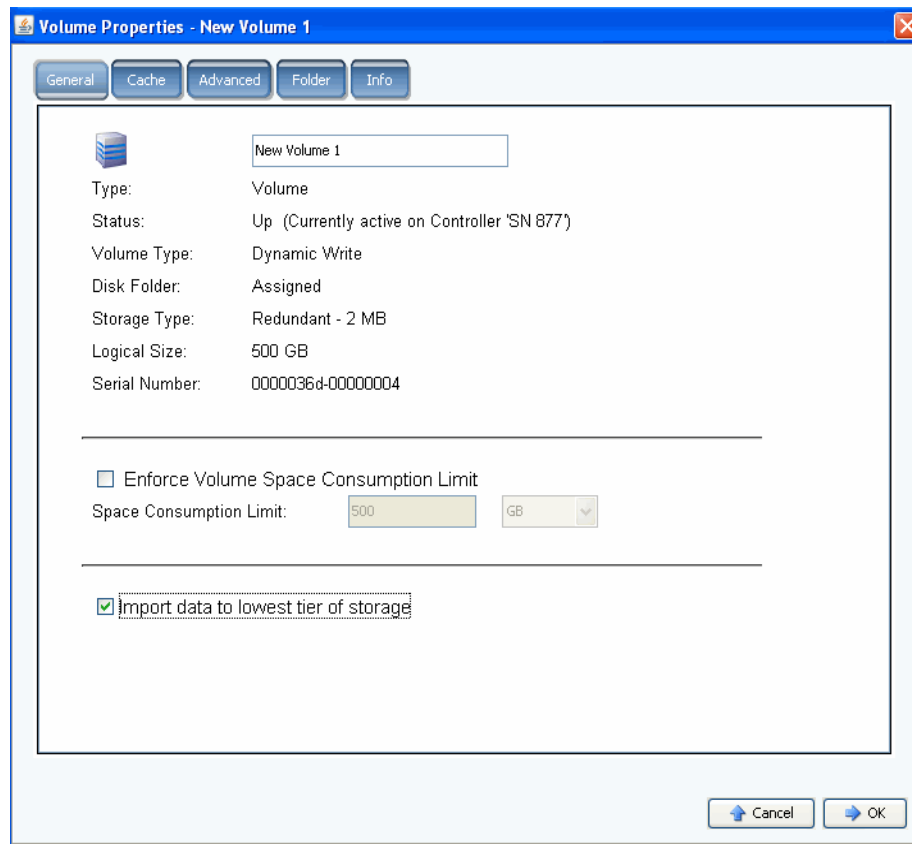 Volume Properties - New Volume 1
General Cache Advanced Folder Info
New Volume 1
Type: Volume
Status: Up (Currently active on Controller 'SN 877')
Volume Type: Dynamic Write
Disk Folder: Assigned
Storage Type: Redundant - 2 MB
Logical Size: 500 GB
Serial Number: 0000036d-00000004
Enforce Volume Space Consumption Limit
Space Consumption Limit: 500 GB
Import data to lowest tier of storage
Cancel OK